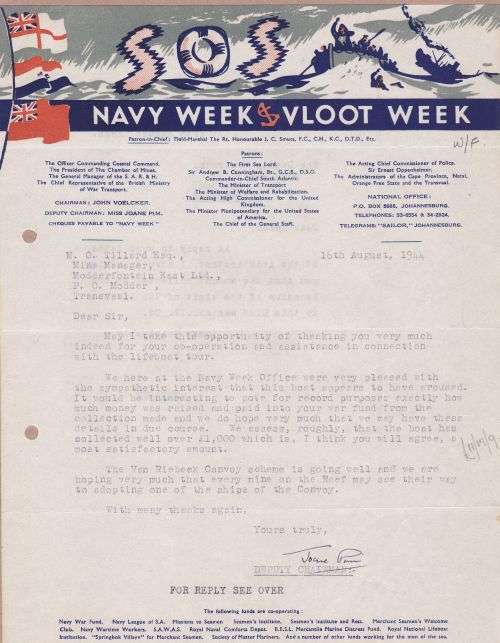 SOS
NAVY WEEK VLOOT WEEK
Patron-in-Chief: Field-Marshal The Rt. Honourable J. C. Smuts, P.C., C.H., K.C., D.T.D., Etc.
W/F
Patrons:
The Officer Commanding Coastal Command.
The President of The Chamber of Mines.
The General Manager of the S. A. R. & H.
The Chief Representative of the British Ministry
of War Transport.
CHAIRMAN: JOHN VOELCKER.
DEPUTY CHAIRMAN: MISS JOANE PIM.
CHEQUES PAYABLE TO "NAVY WEEK."
The First Sea Lord.
Sir Andrew B. Cunningham, Bt., G.C.B., D.S.O.
Commander-in-Chief South Atlantic.
The Minister of Transport
The Minister of Welfare and Rehabilitation.
The Acting High Commissioner for the United
Kingdom.
The Minister Plenipotentiary for the United States
of America.
The Chief of the General Staff.
The Acting Chief Commissioner of Police.
Sir Ernest Oppenheimer.
The Administrators of the Cape Province, Natal,
Orange Free State and the Transvaal.
NATIONAL OFFICE:
P.O. BOX JOHANNESBURG.
TELEPHONES:
TELEGRAMS: "SAILOR," JOHANNESBURG.
Tillard Esq., 16th August, 1944
Mine Manager,
Modderfontein East Ltd.,
P. O. Modder,
Transvaal.
Dear Sir,
May I take this opportunity of thanking you very much
indeed for your co-operation and assistance in connection
with the lifeboat tour.
We here at the Navy Week Office were very pleased with
the sympathetic interest that this boat appears to have aroused.
It would be interesting to note for record purposes exactly how
much money was raised and paid into your war fund from the
collection made and we do hope very much that we may have these
details in due course. We assess, roughly, that the boat has
collected well over £1,000 which is, I think you will agree, a
most satisfactory amount.
The Van Riebeek Convoy scheme is going well and we are
hoping very much that every mine on the Reef may see their way
to adopting one of the ships of the Convoy.
With many thanks again,
Yours truly,
Joane Pim
DEPUTY CHAIRMAN.
FOR REPLY SEE OVER
The following funds are co-operating:
Navy War Fund. Navy League of S.A. Missions to Seamen Seamen's Institute. Seamen's Institute and Rest. Merchant Seamen's Welcome
Club. Navy Wartime Workers. S.A.W.A.S. Royal Naval Comforts Depot. B.E.S.L. Mercantile Marine Distress Fund. Royal National Lifeboat
Institution. "Springbok Villays" for Merchant Seamen. Society of Master Mariners. And a number of other funds working for the men of the sea.